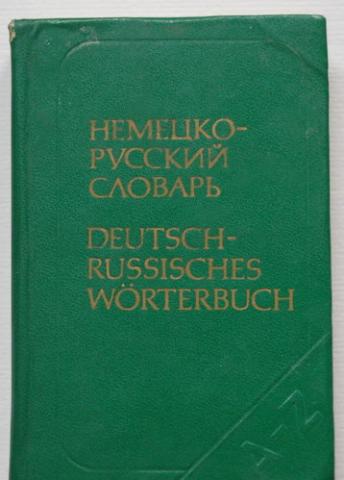 НЕМЕЦКО-
РУССКИЙ
СЛОВАРЬ
DEUTSCH-
RUSSISCHES
WÖRTERBUCH
A-Z